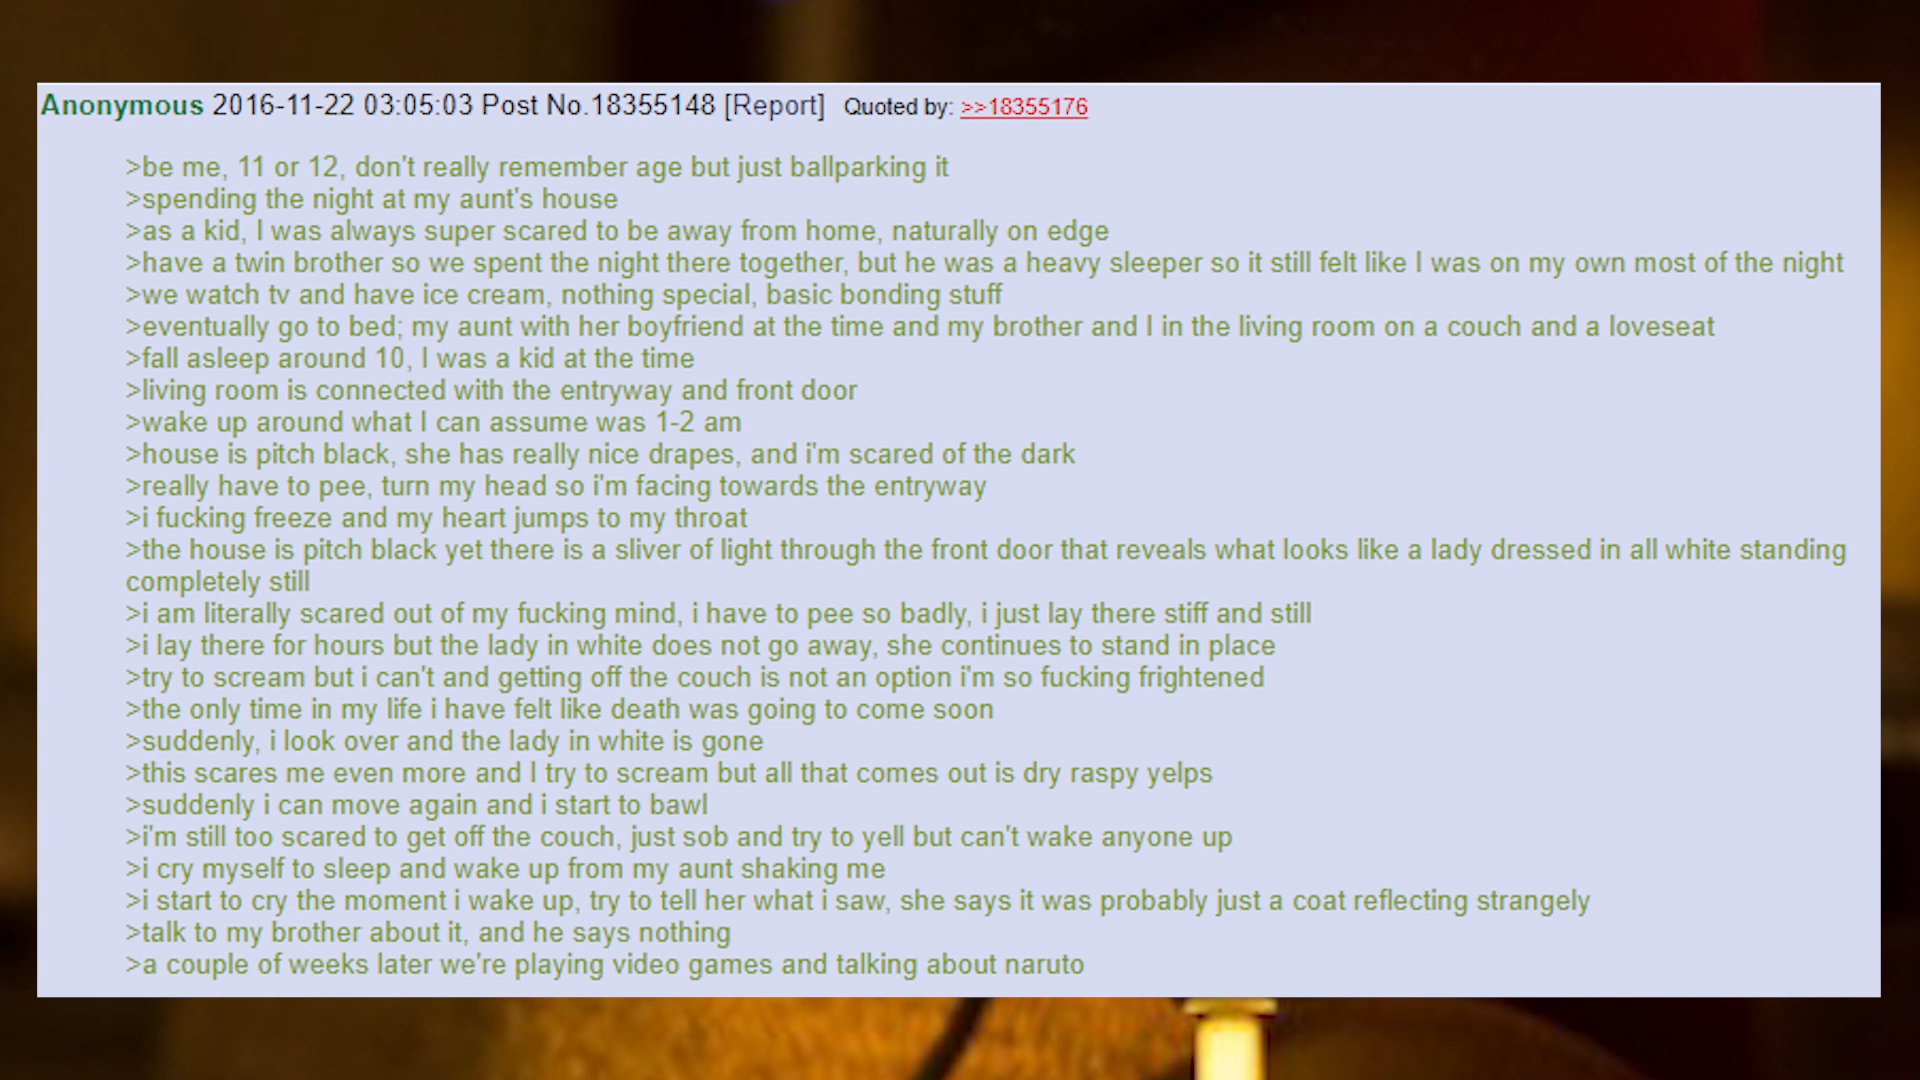 Anonymous 2016-11-22 03:05:03 Post No.18355148 [Report] Quoted by: >>18355176
>be me, 11 or 12, don't really remember age but just ballparking it
>spending the night at my aunt's house
>as a kid, I was always super scared to be away from home, naturally on edge
>have a twin brother so we spent the night there together, but he was a heavy sleeper so it still felt like I was on my own most of the night
>we watch tv and have ice cream, nothing special, basic bonding stuff
>eventually go to bed; my aunt with her boyfriend at the time and my brother and I in the living room on a couch and a loveseat
>fall asleep around 10, I was a kid at the time
>living room is connected with the entryway and front door
>wake up around what I can assume was 1-2 am
>house is pitch black, she has really nice drapes, and i'm scared of the dark
>really have to pee, turn my head so i'm facing towards the entryway
>i fucking freeze and my heart jumps to my throat
>the house is pitch black yet there is a sliver of light through the front door that reveals what looks like a lady dressed in all white standing
completely still
>i am literally scared out of my fucking mind, i have to pee so badly, i just lay there stiff and still
>i lay there for hours but the lady in white does not go away, she continues to stand in place
>try to scream but i can't and getting off the couch is not an option i'm so fucking frightened
>the only time in my life i have felt like death was going to come soon
>suddenly, i look over and the lady in white is gone
>this scares me even more and I try to scream but all that comes out is dry raspy yelps
>suddenly i can move again and i start to bawl
>i'm still too scared to get off the couch, just sob and try to yell but can't wake anyone up
>i cry myself to sleep and wake up from my aunt shaking me
>i start to cry the moment i wake up, try to tell her what i saw, she says it was probably just a coat reflecting strangely
>talk to my brother about it, and he says nothing
>a couple of weeks later we're playing video games and talking about naruto